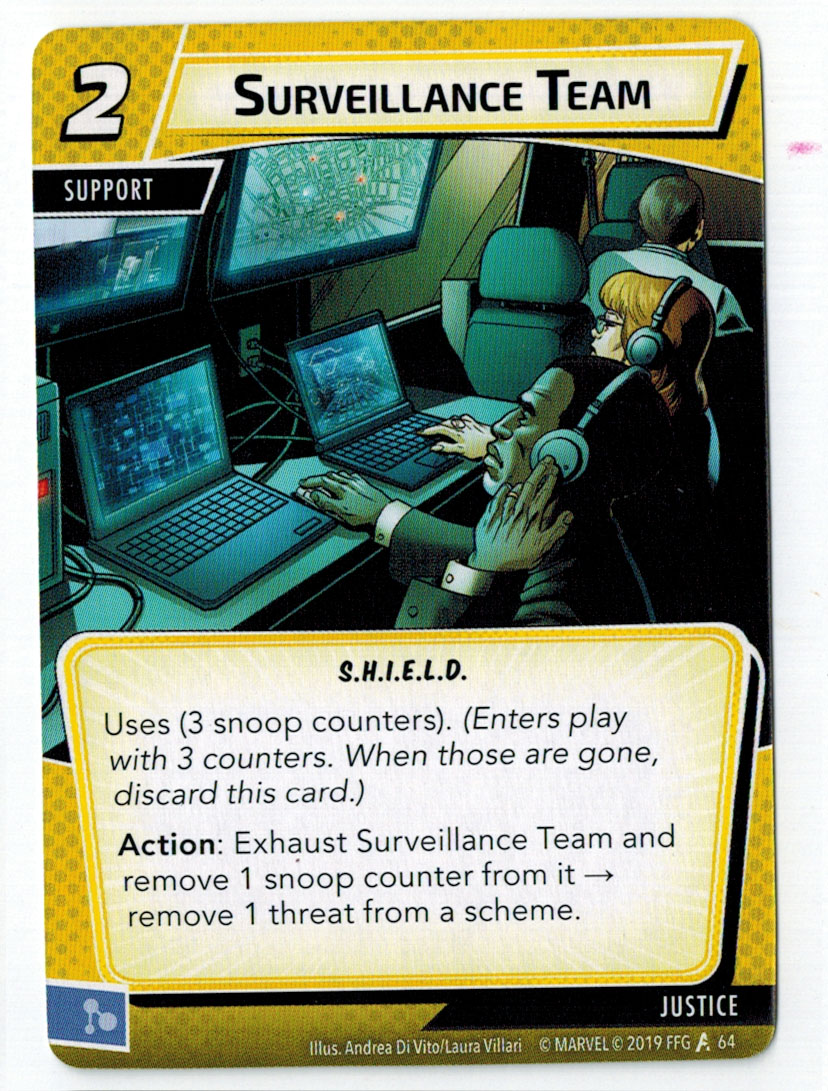 2
SURVEILLANCE TEAM
SUPPORT
S.H.I.E.L.D.
Uses (3 snoop counters). (Enters play
with 3 counters. When those are gone,
discard this card.)
Action: Exhaust Surveillance Team and
remove 1 snoop counter from it →
remove 1 threat from a scheme.
JUSTICE
Illus. Andrea Di Vito/Laura Villari © MARVEL © 2019 FFG 64